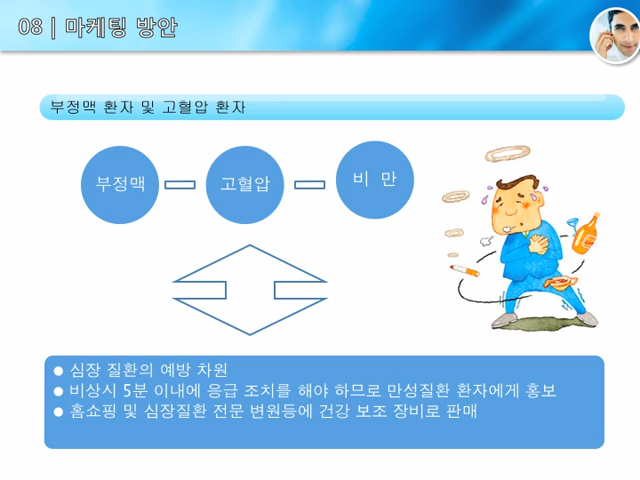 08 | 마케팅 방안
부정맥 환자 및 고혈압 환자
부정맥
고혈압
비 만
● 심장 질환의 예방 차원
● 비상시 5분 이내에 응급 조치를 해야 하므로 만성질환 환자에게 홍보
● 홈쇼핑 및 심장질환 전문 변원등에 건강 보조 장비로 판매